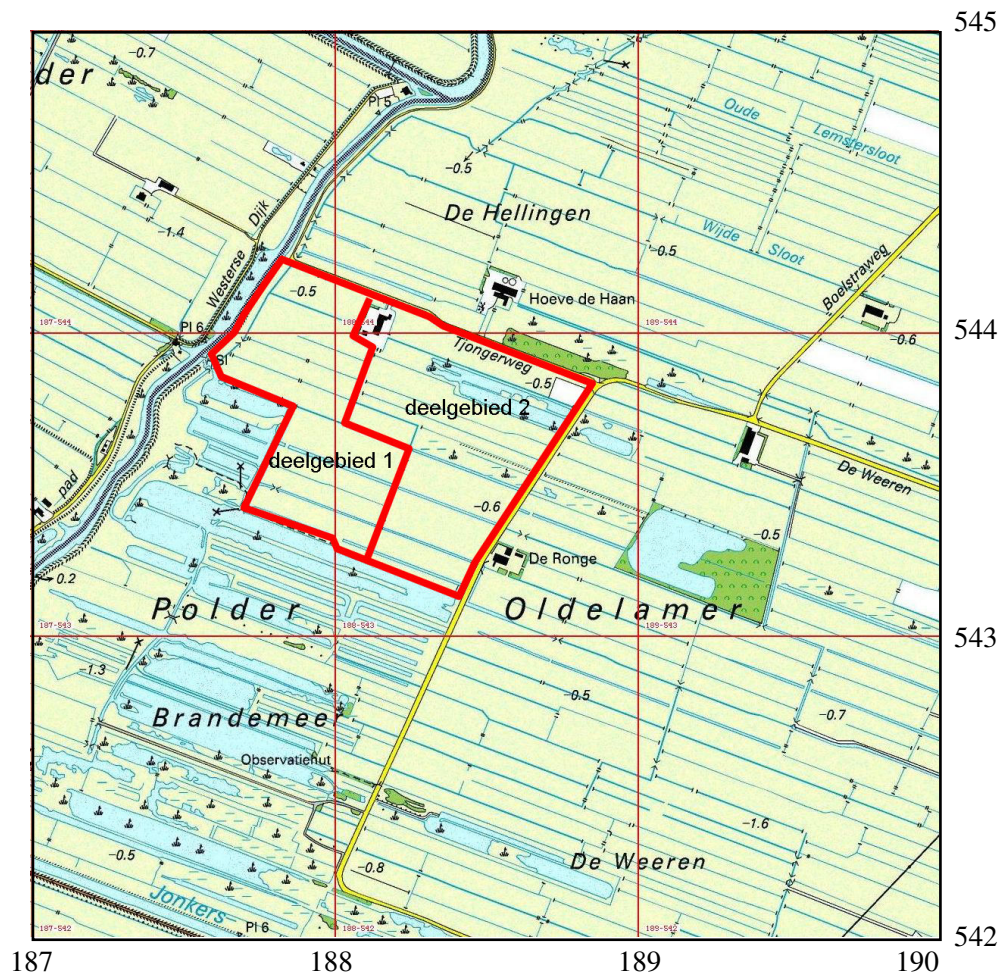 545
-0.7
der
Pl 5
Oude
Lemstersloot
-0.5
De Hellingen
Dijk
-1.4
Westerse
Wijde Sloot
-0.5
Boelstraweg
-0.5
Hoeve de Haan
Pl 6
187-544
188-544
189-544
544
-0.6
Tjongerweg
Sl
-0.5
deelgebied 2
deelgebied 1
De Weeren
pad
-0.6
-0.5
De Ronge
0.2
Polder
Oldelamer
187-543
188-543
189-543
543
-1.3
-0.5
Brandemeer
-0.7
Observatiehut
-1.6
-0.5
De Weeren
-0.8
Jonkers
Pl 6
187-542
188-542
189-542
542
187
188
189
190